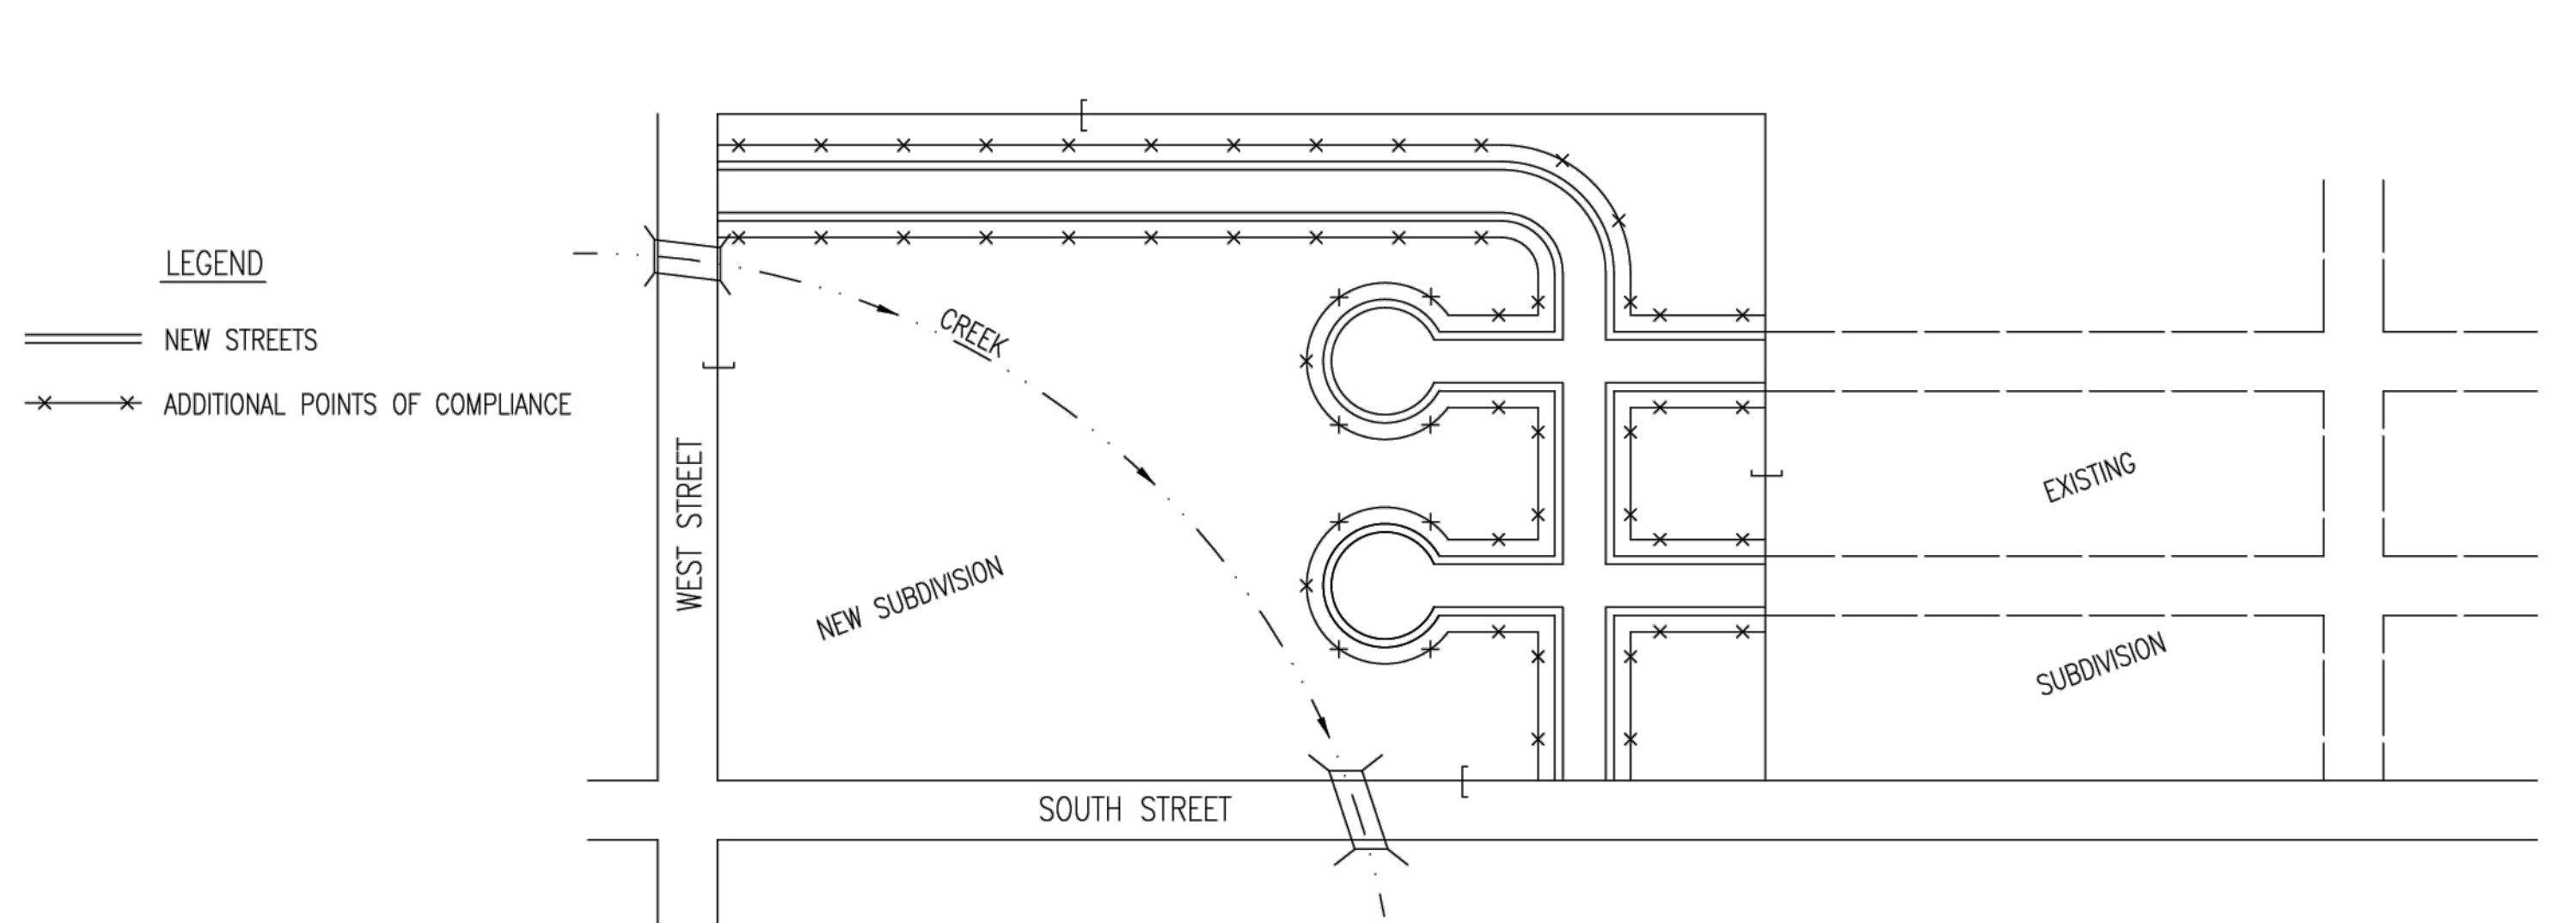 LEGEND
NEW STREETS
ADDITIONAL POINTS OF COMPLIANCE
WEST STREET
CREEK
NEW SUBDIVISION
SOUTH STREET
EXISTING
SUBDIVISION